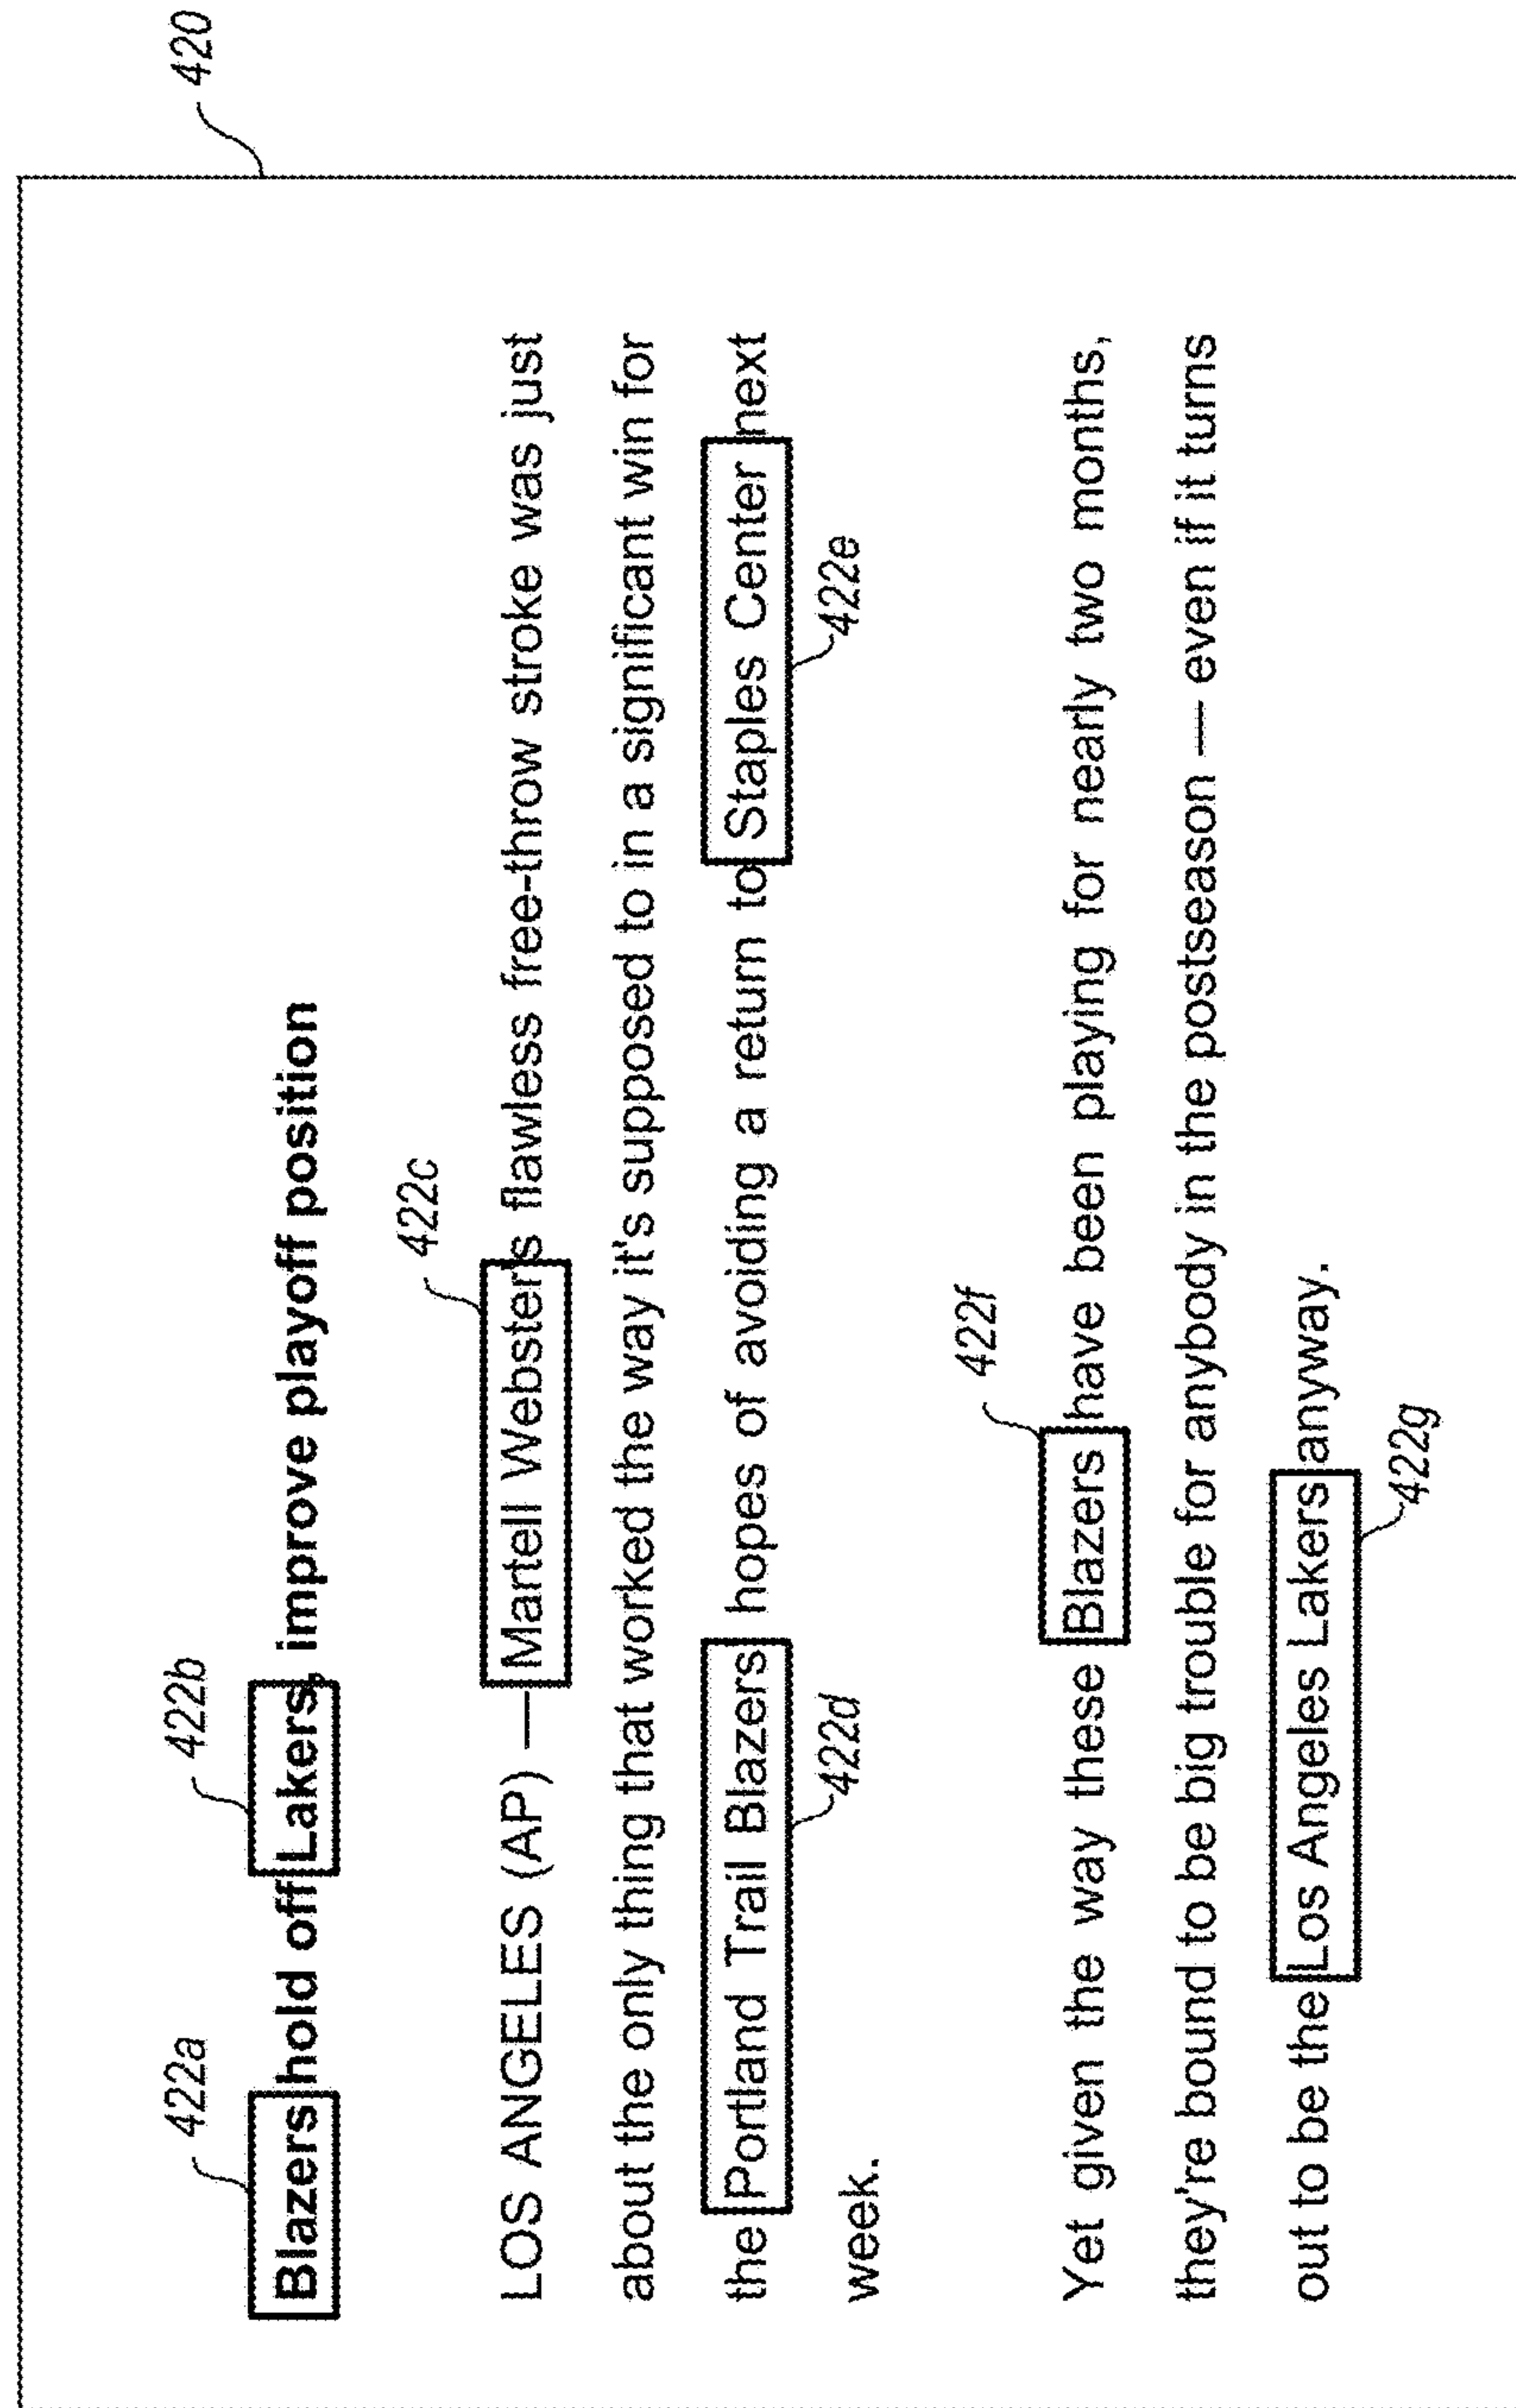 420
422a
422b
Blazers hold off Lakers, improve playoff position
422c
LOS ANGELES (AP) — Martell Webster's flawless free-throw stroke was just
about the only thing that worked the way it's supposed to in a significant win for
the Portland Trail Blazers hopes of avoiding a return to Staples Center next
422d
422e
week.
422f
Yet given the way these Blazers have been playing for nearly two months,
they're bound to be big trouble for anybody in the postseason — even if it turns
out to be the Los Angeles Lakers anyway.
422g